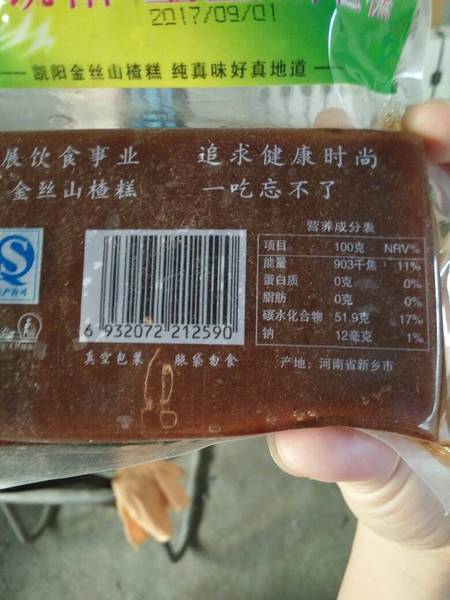 2017/09/01
凯阳金丝山楂糕 纯真味好真地道
展饮食事业 追求健康时尚
金丝山楂糕 一吃忘不了
营养成分表
项目 100克 NRV%
能量 903千焦 11%
蛋白质 0克 0%
脂肪 0克 0%
碳水化合物 51.9克 17%
钠 12毫克 1%
产地：河南省新乡市
6 932072 212590
真空包装 胀袋勿食